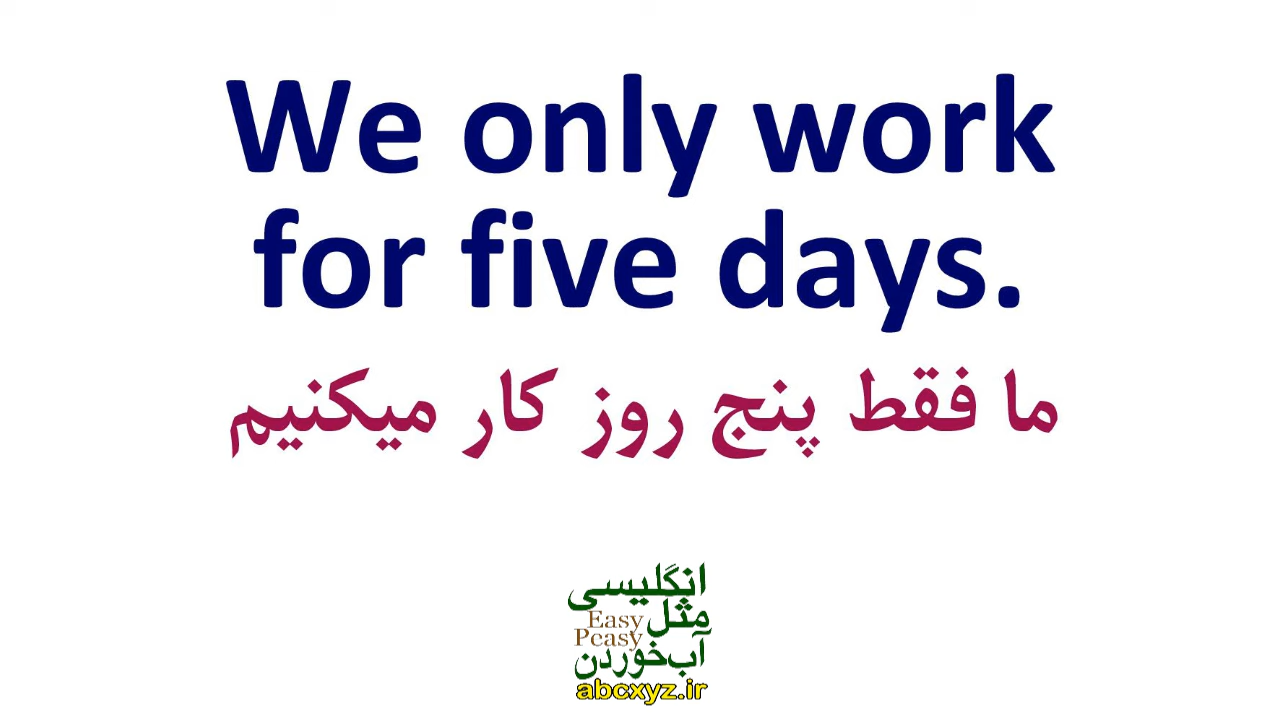 We only work
for five days.
ما فقط پنج روز کار میکنیم
انگلیسی
مثل
Easy
Peasy
آب‌خوردن
abcxyz.ir